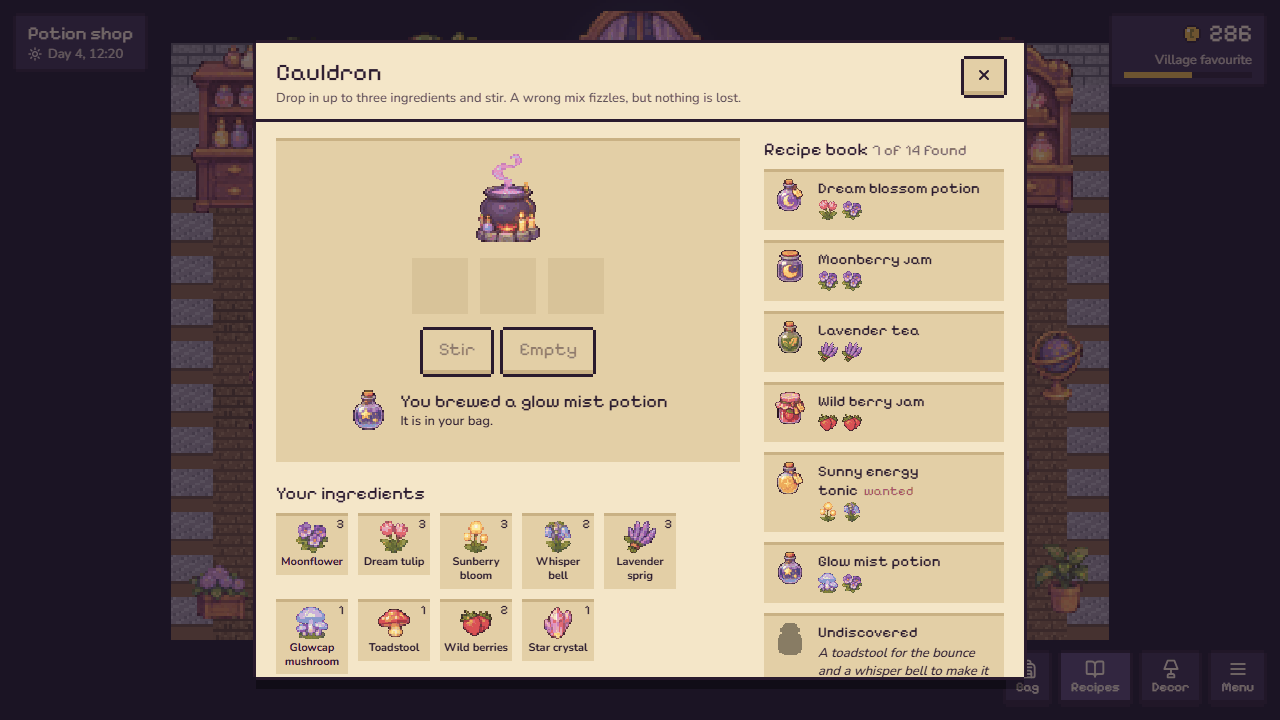 Potion shop
Day 4, 12:20
286
Village favourite
Cauldron
Drop in up to three ingredients and stir. A wrong mix fizzles, but nothing is lost.
Stir
Empty
You brewed a glow mist potion
It is in your bag.
Your ingredients
3
Moonflower
3
Dream tulip
3
Sunberry
bloom
2
Whisper
bell
3
Lavender
sprig
1
Glowcap
mushroom
1
Toadstool
2
Wild berries
1
Star crystal
Recipe book 7 of 14 found
Dream blossom potion
Moonberry jam
Lavender tea
Wild berry jam
Sunny energy
tonic wanted
Glow mist potion
Undiscovered
A toadstool for the bounce
and a whisper bell to make it
Bag
Recipes
Decor
Menu